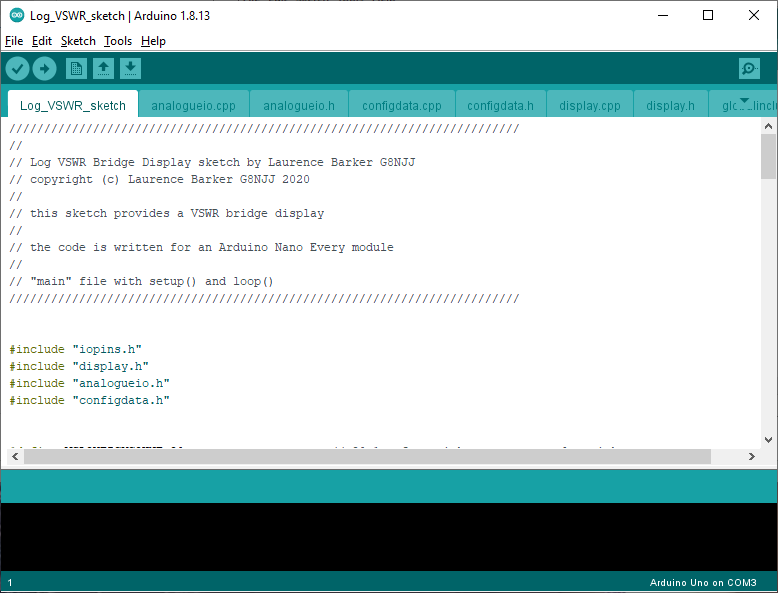 Log_VSWR_sketch | Arduino 1.8.13
File Edit Sketch Tools Help
Log_VSWR_sketch analogueio.cpp analogueio.h configdata.cpp configdata.h display.cpp display.h
/////////////////////////////////////////////////////////////////////////
//
// Log VSWR Bridge Display sketch by Laurence Barker G8NJJ
// copyright (c) Laurence Barker G8NJJ 2020
//
// this sketch provides a VSWR bridge display
//
// the code is written for an Arduino Nano Every module
//
// "main" file with setup() and loop()
/////////////////////////////////////////////////////////////////////////
#include "iopins.h"
#include "display.h"
#include "analogueio.h"
#include "configdata.h"
1 Arduino Uno on COM3